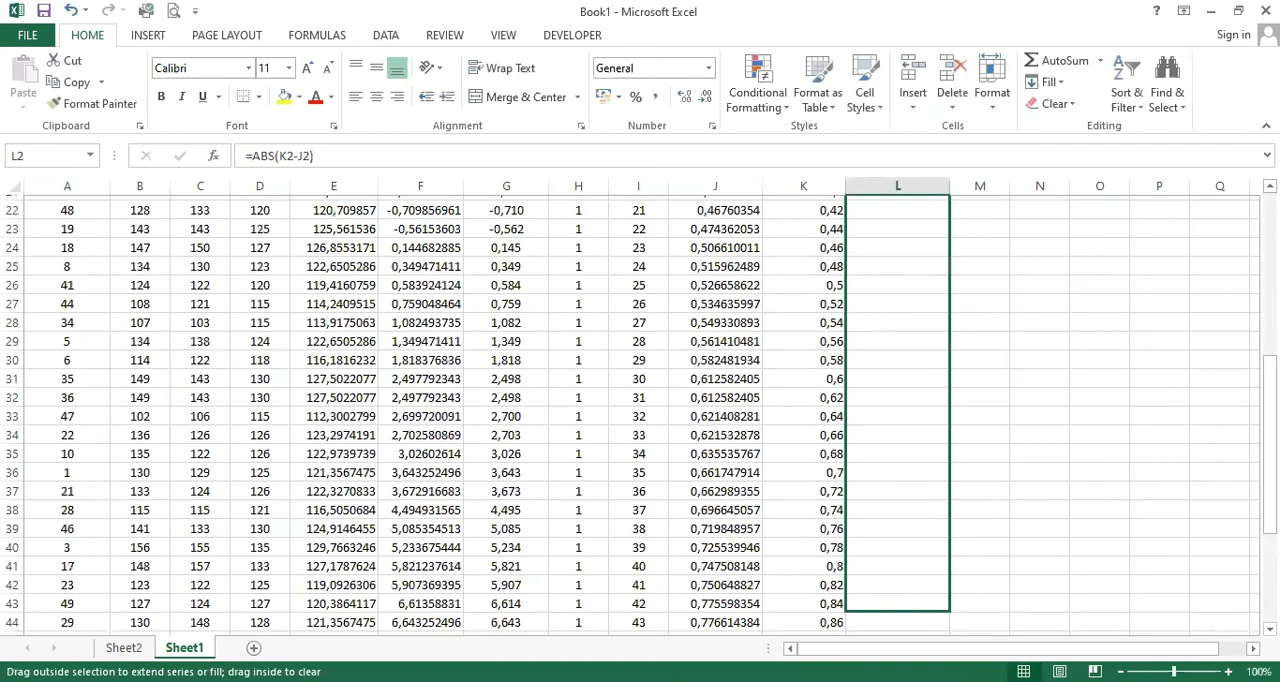 Book1 - Microsoft Excel
?
FILE HOME INSERT PAGE LAYOUT FORMULAS DATA REVIEW VIEW DEVELOPER Sign in
Paste Cut Copy Format Painter Clipboard
Calibri 11 B I U A Font
Wrap Text Merge & Center Alignment
General % Number
Conditional Formatting Format as Table Cell Styles Styles
Insert Delete Format Cells
AutoSum Fill Clear Sort & Filter Find & Select Editing
L2 fx =ABS(K2-J2)
A B C D E F G H I J K L M N O P Q
22 48 128 133 120 120,709857 -0,709856961 -0,710 1 21 0,46760354 0,42
23 19 143 143 125 125,561536 -0,56153603 -0,562 1 22 0,474362053 0,44
24 18 147 150 127 126,8553171 0,144682885 0,145 1 23 0,506610011 0,46
25 8 134 130 123 122,6505286 0,349471411 0,349 1 24 0,515962489 0,48
26 41 124 122 120 119,4160759 0,583924124 0,584 1 25 0,526658622 0,5
27 44 108 121 115 114,2409515 0,759048464 0,759 1 26 0,534635997 0,52
28 34 107 103 115 113,9175063 1,082493735 1,082 1 27 0,549330893 0,54
29 5 134 138 124 122,6505286 1,349471411 1,349 1 28 0,561410481 0,56
30 6 114 122 118 116,1816232 1,818376836 1,818 1 29 0,582481934 0,58
31 35 149 143 130 127,5022077 2,497792343 2,498 1 30 0,612582405 0,6
32 36 149 143 130 127,5022077 2,497792343 2,498 1 31 0,612582405 0,62
33 47 102 106 115 112,3002799 2,699720091 2,700 1 32 0,621408281 0,64
34 22 136 126 126 123,2974191 2,702580869 2,703 1 33 0,621532878 0,66
35 10 135 122 126 122,9739739 3,02602614 3,026 1 34 0,635535767 0,68
36 1 130 129 125 121,3567475 3,643252496 3,643 1 35 0,661747914 0,7
37 21 133 124 126 122,3270833 3,672916683 3,673 1 36 0,662989355 0,72
38 28 115 115 121 116,5050684 4,494931565 4,495 1 37 0,696645057 0,74
39 46 141 133 130 124,9146455 5,085354513 5,085 1 38 0,719848957 0,76
40 3 156 155 135 129,7663246 5,233675444 5,234 1 39 0,725539946 0,78
41 17 148 157 133 127,1787624 5,821237614 5,821 1 40 0,747508148 0,8
42 23 123 122 125 119,0926306 5,907369395 5,907 1 41 0,750648827 0,82
43 49 127 124 127 120,3864117 6,61358831 6,614 1 42 0,775598354 0,84
44 29 130 148 128 121,3567475 6,643252496 6,643 1 43 0,776614384 0,86
Sheet2 Sheet1
Drag outside selection to extend series or fill; drag inside to clear 100%